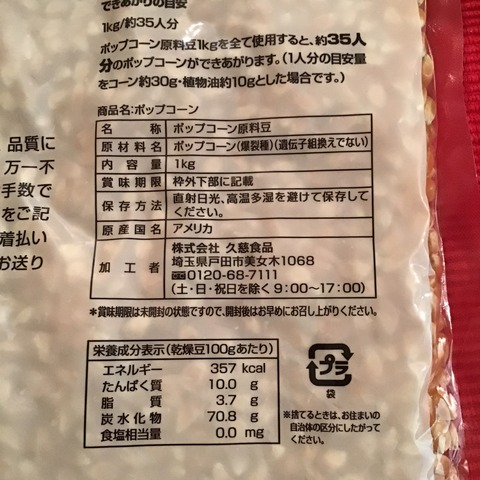 できあがりの目安
1kg/約35人分
ポップコーン原料豆1kgを全て使用すると、約35人
分のポップコーンができあがります。(1人分の目安量
をコーン約30g・植物油約10gとした場合です。)
商品名:ポップコーン
名 称 ポップコーン原料豆
原材料名 ポップコーン(爆裂種)(遺伝子組換えでない)
内容量 1kg
賞味期限 枠外下部に記載
保存方法 直射日光、高温多湿を避けて保存して
ください。
原産国名 アメリカ
加工者 株式会社 久慈食品
埼玉県戸田市美女木1068
0120-68-7111
(土・日・祝日を除く9:00〜17:00)
*賞味期限は未開封の状態ですので、開封後はお早めにお召し上がりください。
品質に
万一不
手数で
をご記
着払い
お送り
栄養成分表示(乾燥豆100gあたり)
エネルギー 357 kcal
たんぱく質 10.0 g
脂質 3.7 g
炭水化物 70.8 g
食塩相当量 0.0 mg
プラ
袋
※捨てるときは、お住まいの
自治体の区分にしたがって
ください。